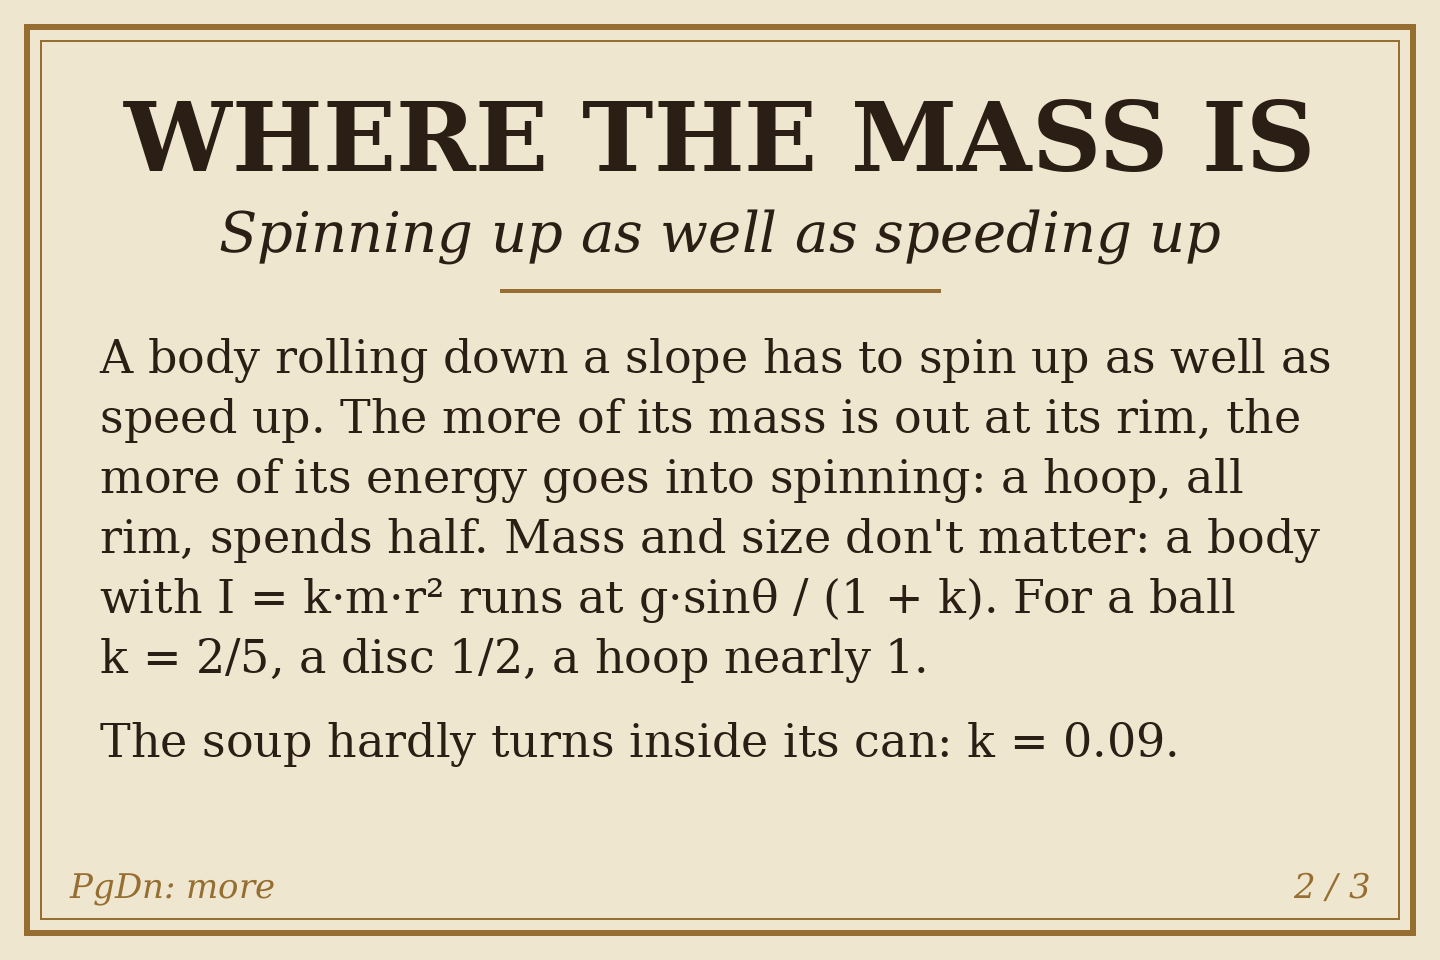 WHERE THE MASS IS
Spinning up as well as speeding up
A body rolling down a slope has to spin up as well as
speed up. The more of its mass is out at its rim, the
more of its energy goes into spinning: a hoop, all
rim, spends half. Mass and size don't matter: a body
with I = k·m·r² runs at g·sinθ / (1 + k). For a ball
k = 2/5, a disc 1/2, a hoop nearly 1.
The soup hardly turns inside its can: k = 0.09.
PgDn: more
2 / 3